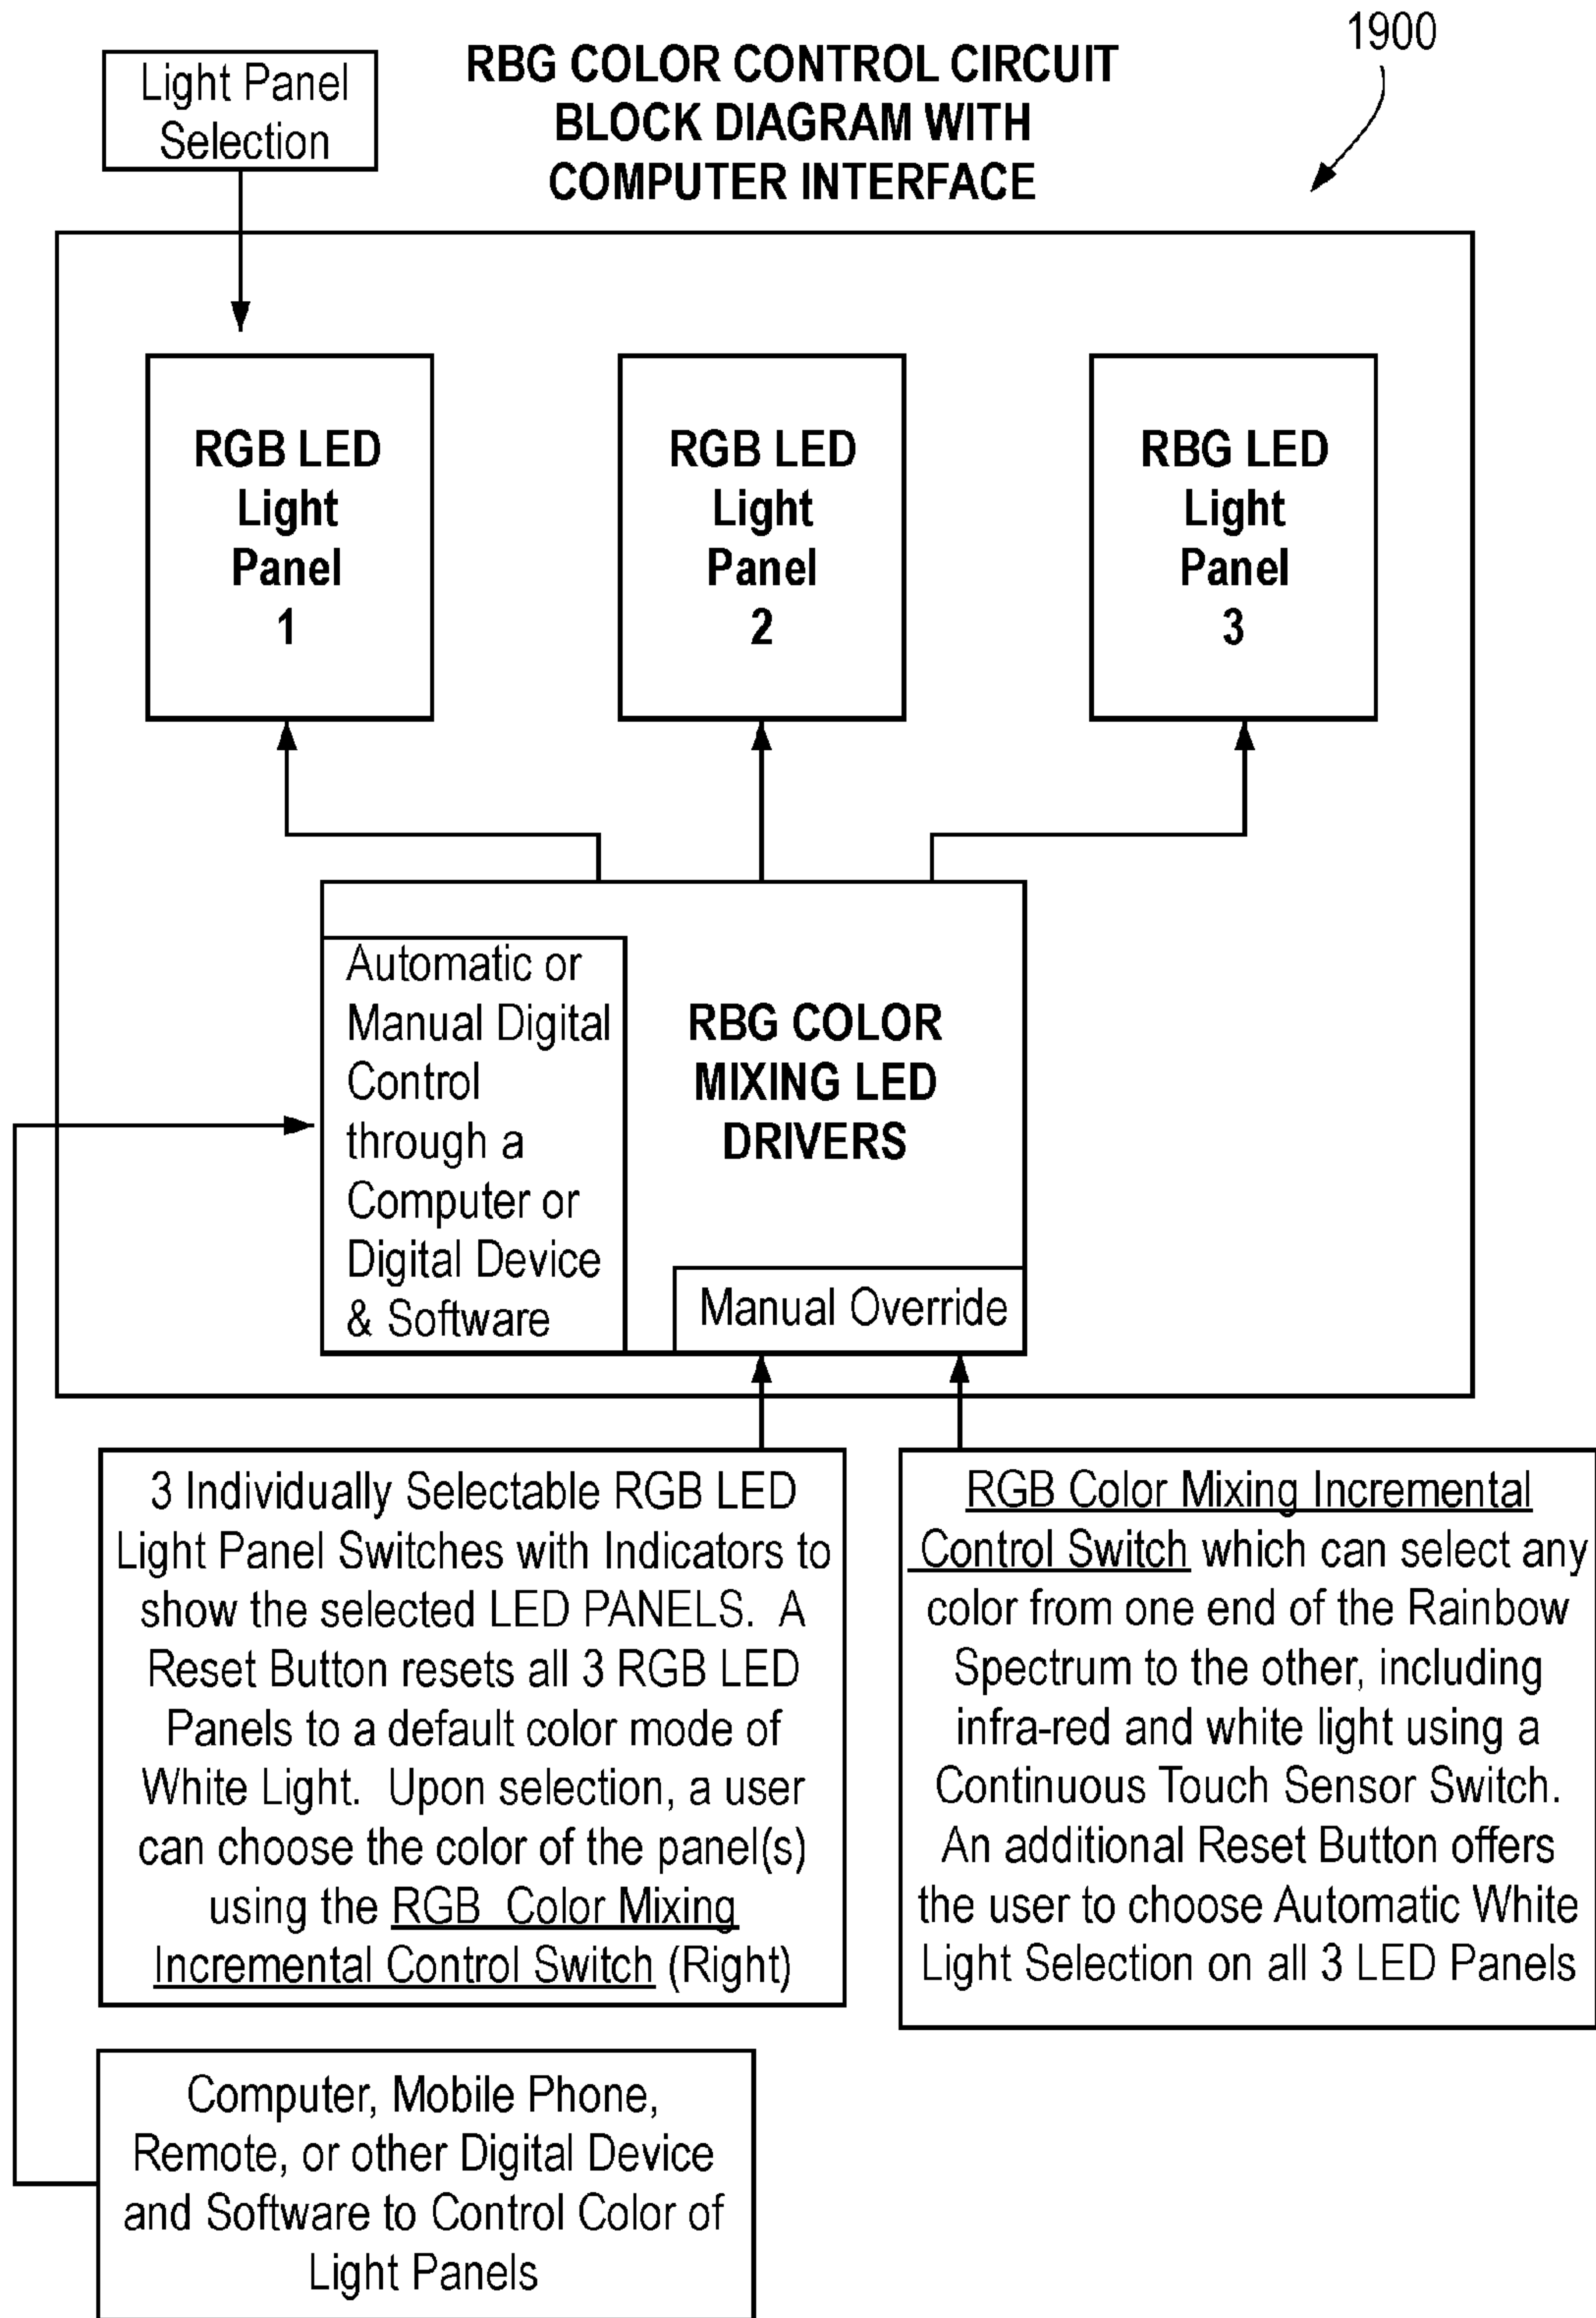 1900
RBG COLOR CONTROL CIRCUIT
BLOCK DIAGRAM WITH
COMPUTER INTERFACE
Light Panel
Selection
RGB LED
Light
Panel
1
RGB LED
Light
Panel
2
RBG LED
Light
Panel
3
Automatic or
Manual Digital
Control
through a
Computer or
Digital Device
& Software
RBG COLOR
MIXING LED
DRIVERS
Manual Override
3 Individually Selectable RGB LED
Light Panel Switches with Indicators to
show the selected LED PANELS. A
Reset Button resets all 3 RGB LED
Panels to a default color mode of
White Light. Upon selection, a user
can choose the color of the panel(s)
using the RGB Color Mixing
Incremental Control Switch (Right)
RGB Color Mixing Incremental
Control Switch which can select any
color from one end of the Rainbow
Spectrum to the other, including
infra-red and white light using a
Continuous Touch Sensor Switch.
An additional Reset Button offers
the user to choose Automatic White
Light Selection on all 3 LED Panels
Computer, Mobile Phone,
Remote, or other Digital Device
and Software to Control Color of
Light Panels